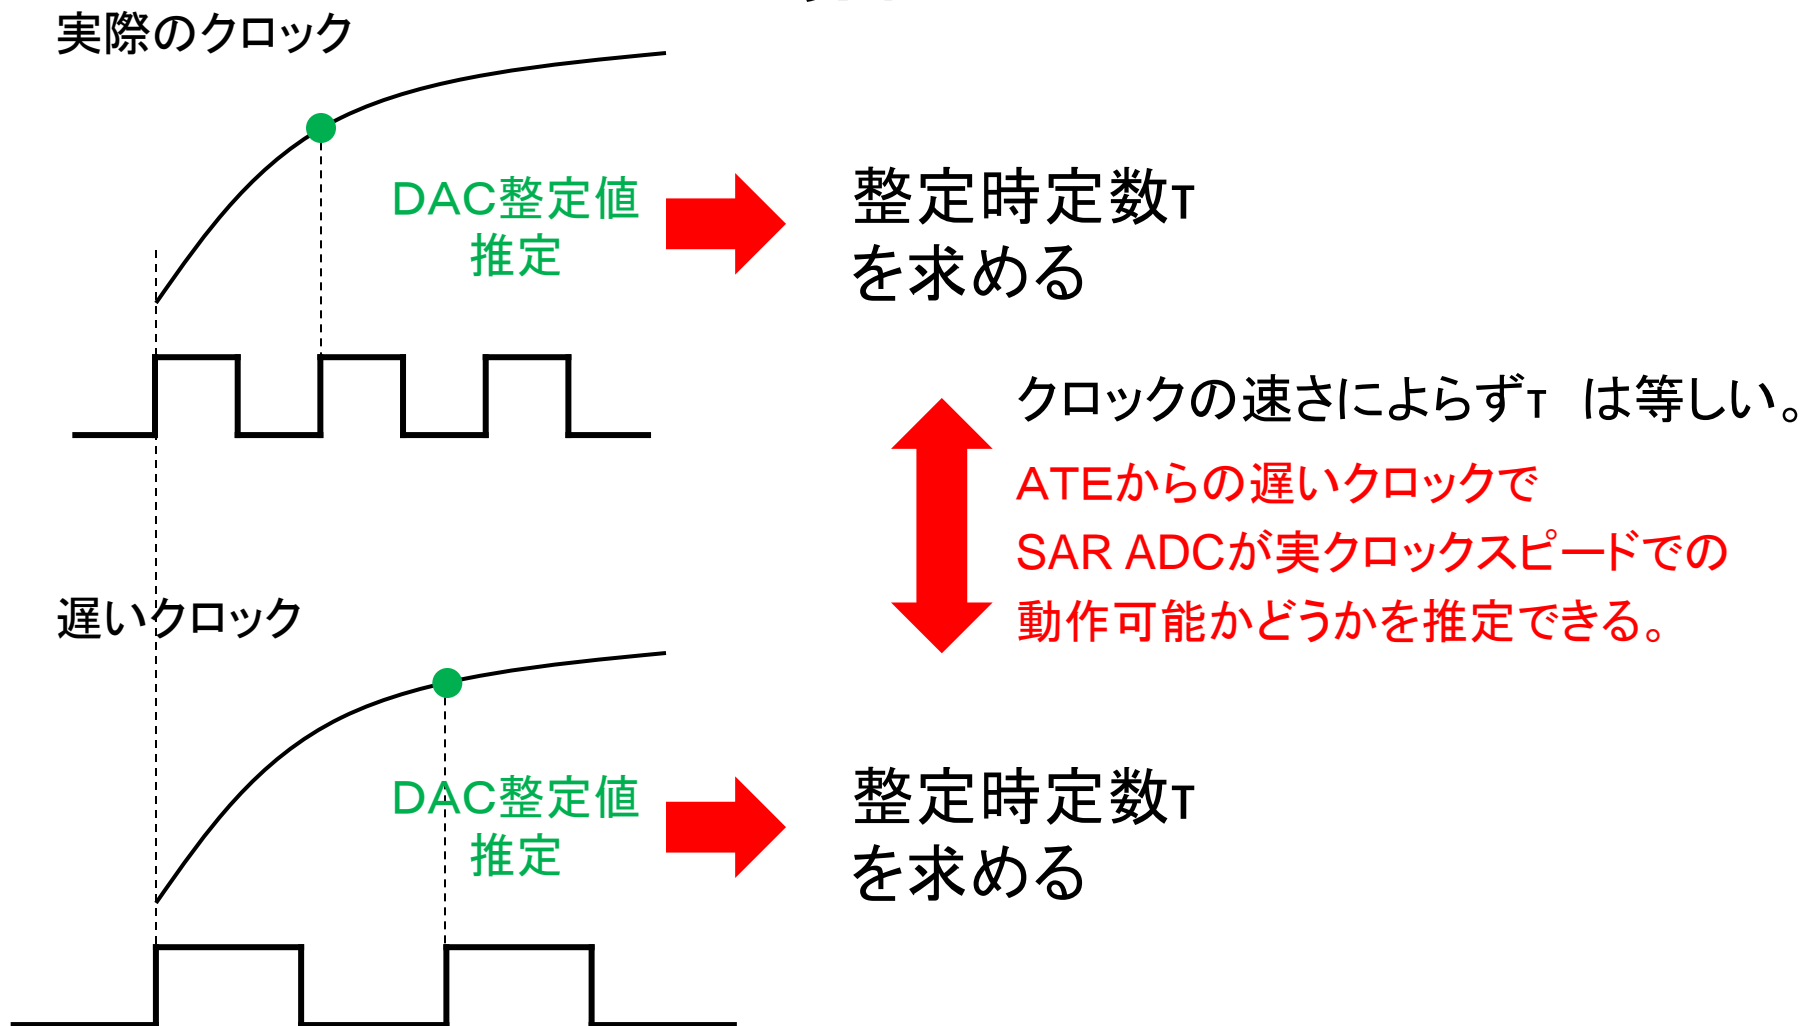 実際のクロック
DAC整定値
推定
整定時定数τ
を求める
クロックの速さによらずτ は等しい。
ATEからの遅いクロックで
SAR ADCが実クロックスピードでの
動作可能かどうかを推定できる。
遅いクロック
DAC整定値
推定
整定時定数τ
を求める